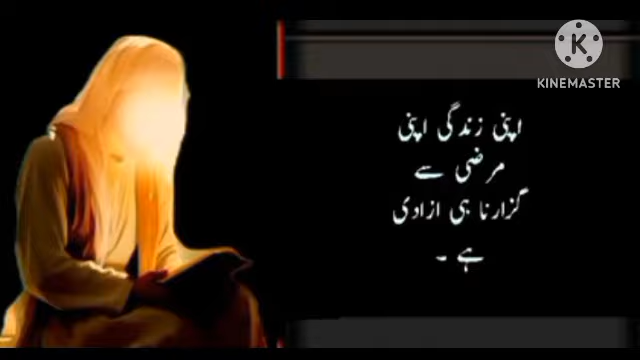 KINEMASTER
اپنی زندگی اپنی
مرضی سے
گزارنا ہی ازادی
ہے ۔